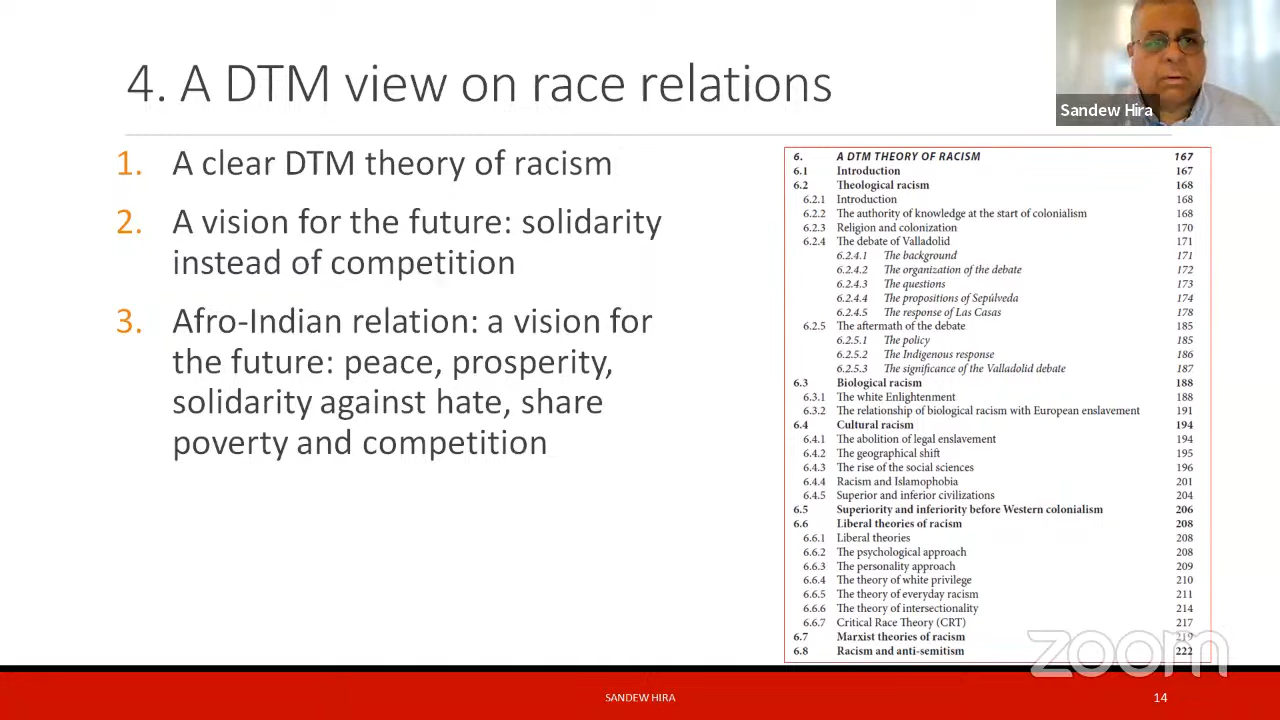 4. A DTM view on race relations
Sandew Hira
1. A clear DTM theory of racism
2. A vision for the future: solidarity
instead of competition
3. Afro-Indian relation: a vision for
the future: peace, prosperity,
solidarity against hate, share
poverty and competition
6. A DTM THEORY OF RACISM 167
6.1 Introduction 167
6.2 Theological racism 168
6.2.1 Introduction 168
6.2.2 The authority of knowledge at the start of colonialism 168
6.2.3 Religion and colonization 170
6.2.4 The debate of Valladolid 171
6.2.4.1 The background 171
6.2.4.2 The organization of the debate 172
6.2.4.3 The questions 173
6.2.4.4 The propositions of Sepúlveda 174
6.2.4.5 The response of Las Casas 178
6.2.5 The aftermath of the debate 185
6.2.5.1 The policy 185
6.2.5.2 The Indigenous response 186
6.2.5.3 The significance of the Valladolid debate 187
6.3 Biological racism 188
6.3.1 The white Enlightenment 188
6.3.2 The relationship of biological racism with European enslavement 191
6.4 Cultural racism 194
6.4.1 The abolition of legal enslavement 194
6.4.2 The geographical shift 195
6.4.3 The rise of the social sciences 196
6.4.4 Racism and Islamophobia 201
6.4.5 Superior and inferior civilizations 204
6.5 Superiority and inferiority before Western colonialism 206
6.6 Liberal theories of racism 208
6.6.1 Liberal theories 208
6.6.2 The psychological approach 208
6.6.3 The personality approach 209
6.6.4 The theory of white privilege 210
6.6.5 The theory of everyday racism 211
6.6.6 The theory of intersectionality 214
6.6.7 Critical Race Theory (CRT) 217
6.7 Marxist theories of racism 219
6.8 Racism and anti-semitism 222
zoom
SANDEW HIRA
14